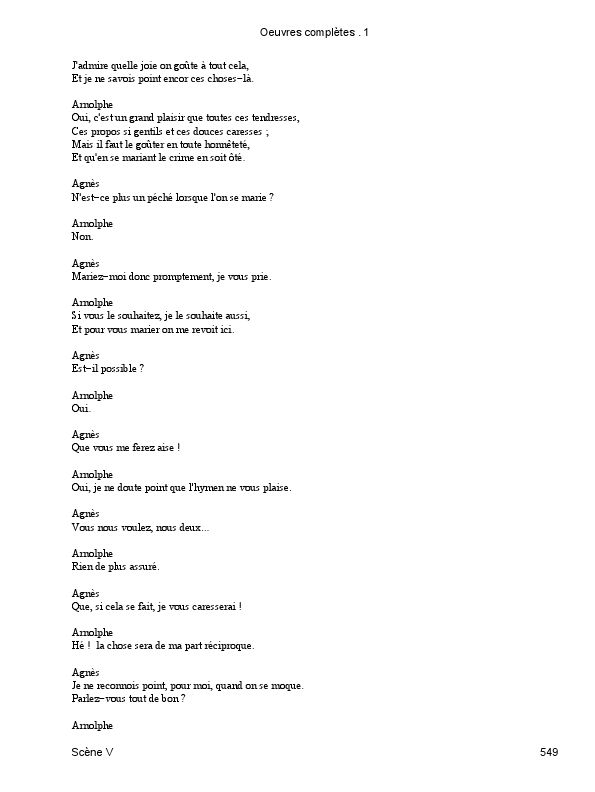 Oeuvres complètes . 1
J'admire quelle joie on goûte à tout cela,
Et je ne savois point encor ces choses-là.
Arnolphe
Oui, c'est un grand plaisir que toutes ces tendresses,
Ces propos si gentils et ces douces caresses ;
Mais il faut le goûter en toute honnêteté,
Et qu'en se mariant le crime en soit ôté.
Agnès
N'est-ce plus un péché lorsque l'on se marie ?
Arnolphe
Non.
Agnès
Mariez-moi donc promptement, je vous prie.
Arnolphe
Si vous le souhaitez, je le souhaite aussi,
Et pour vous marier on me revoit ici.
Agnès
Est-il possible ?
Arnolphe
Oui.
Agnès
Que vous me ferez aise !
Arnolphe
Oui, je ne doute point que l'hymen ne vous plaise.
Agnès
Vous nous voulez, nous deux...
Arnolphe
Rien de plus assuré.
Agnès
Que, si cela se fait, je vous caresserai !
Arnolphe
Hé ! la chose sera de ma part réciproque.
Agnès
Je ne reconnois point, pour moi, quand on se moque.
Parlez-vous tout de bon ?
Arnolphe
Scène V 549